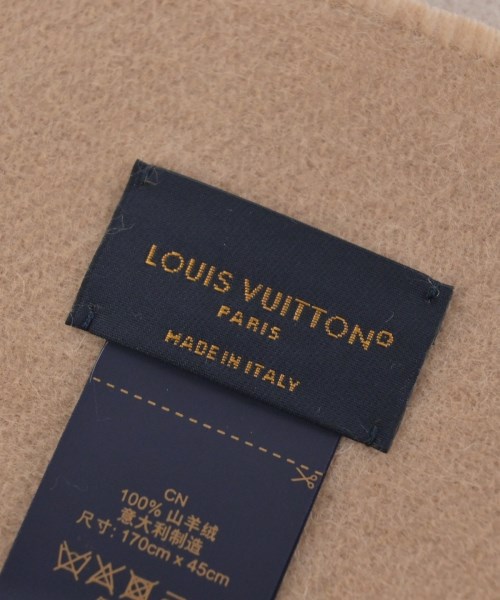 LOUIS VUITTON®
PARIS
MADE IN ITALY
CN
100% 山羊绒
意大利制造
尺寸: 170cm x 45cm